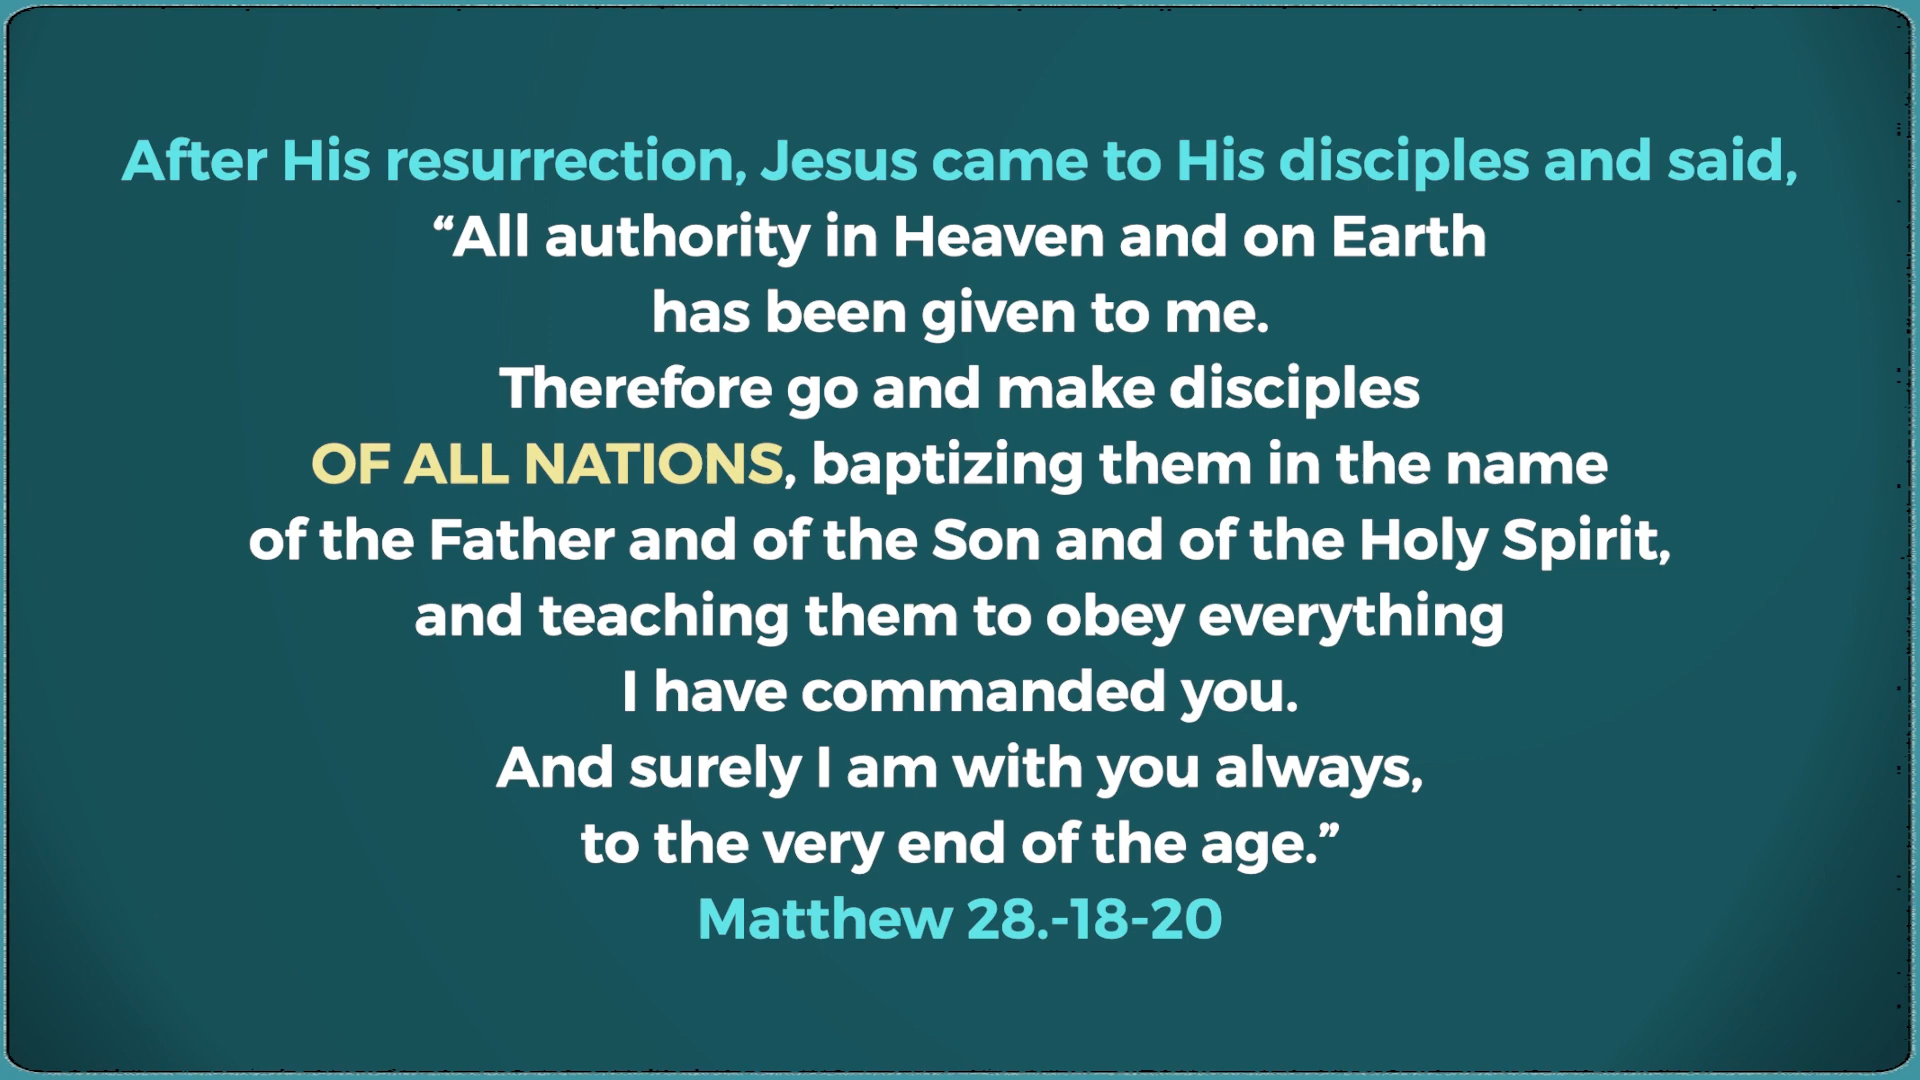 After His resurrection, Jesus came to His disciples and said,
“All authority in Heaven and on Earth
has been given to me.
Therefore go and make disciples
OF ALL NATIONS, baptizing them in the name
of the Father and of the Son and of the Holy Spirit,
and teaching them to obey everything
I have commanded you.
And surely I am with you always,
to the very end of the age.”
Matthew 28.-18-20